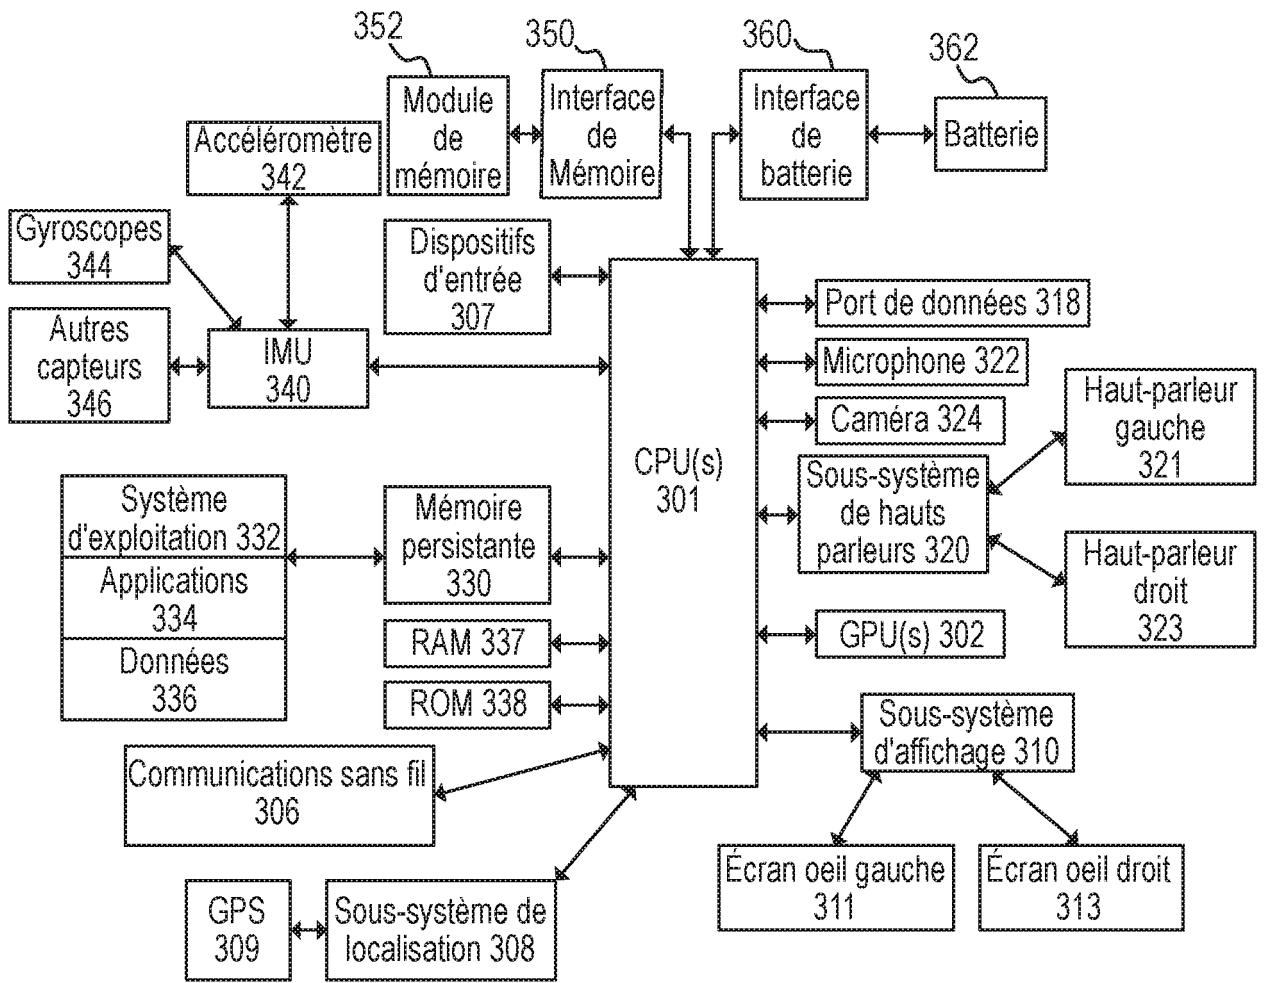 352
350
360
362
Module
de
mémoire
Interface
de
Mémoire
Interface
de
batterie
Batterie
Accéléromètre
342
Gyroscopes
344
Autres
capteurs
346
IMU
340
Dispositifs
d'entrée
307
CPU(s)
301
Port de données 318
Microphone 322
Caméra 324
Sous-système
de hauts
parleurs 320
Haut-parleur
gauche
321
Haut-parleur
droit
323
GPU(s) 302
Système
d'exploitation 332
Applications
334
Données
336
Mémoire
persistante
330
RAM 337
ROM 338
Communications sans fil
306
GPS
309
Sous-système de
localisation 308
Sous-système
d'affichage 310
Écran oeil gauche
311
Écran oeil droit
313